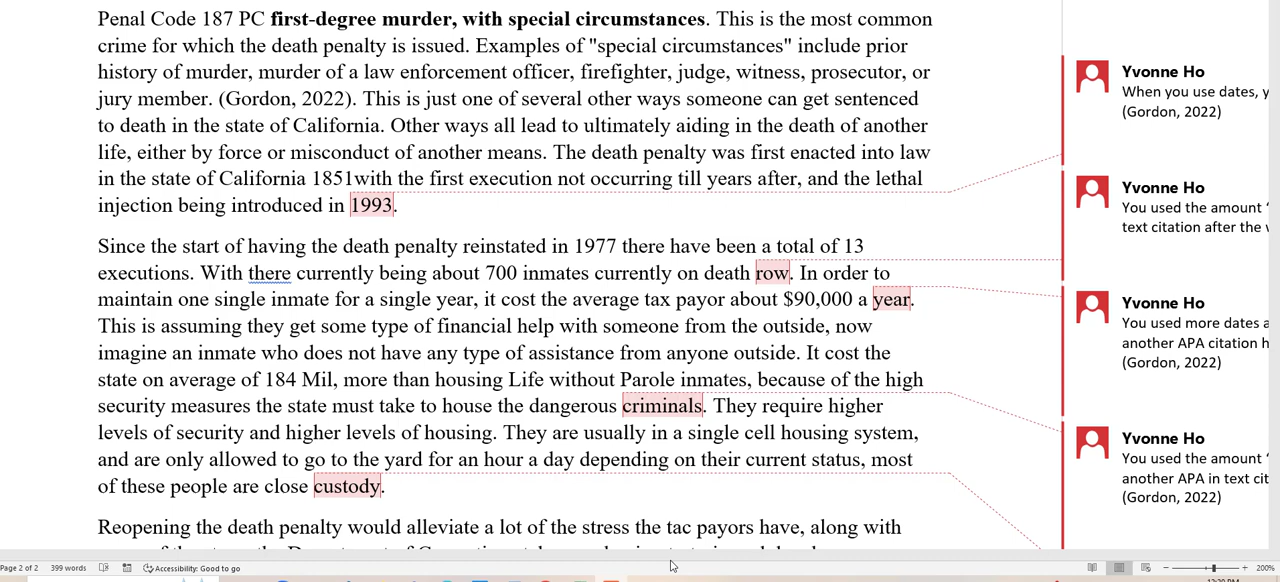 Penal Code 187 PC first-degree murder, with special circumstances. This is the most common
crime for which the death penalty is issued. Examples of "special circumstances" include prior
history of murder, murder of a law enforcement officer, firefighter, judge, witness, prosecutor, or
jury member. (Gordon, 2022). This is just one of several other ways someone can get sentenced
to death in the state of California. Other ways all lead to ultimately aiding in the death of another
life, either by force or misconduct of another means. The death penalty was first enacted into law
in the state of California 1851with the first execution not occurring till years after, and the lethal
injection being introduced in 1993.
Since the start of having the death penalty reinstated in 1977 there have been a total of 13
executions. With there currently being about 700 inmates currently on death row. In order to
maintain one single inmate for a single year, it cost the average tax payor about $90,000 a year.
This is assuming they get some type of financial help with someone from the outside, now
imagine an inmate who does not have any type of assistance from anyone outside. It cost the
state on average of 184 Mil, more than housing Life without Parole inmates, because of the high
security measures the state must take to house the dangerous criminals. They require higher
levels of security and higher levels of housing. They are usually in a single cell housing system,
and are only allowed to go to the yard for an hour a day depending on their current status, most
of these people are close custody.
Reopening the death penalty would alleviate a lot of the stress the tac payors have, along with
Yvonne Ho
When you use dates, y
(Gordon, 2022)
Yvonne Ho
You used the amount '
text citation after the
Yvonne Ho
You used more dates a
another APA citation h
(Gordon, 2022)
Yvonne Ho
You used the amount '
another APA in text cit
(Gordon, 2022)
Page 2 of 2
399 words
Accessibility: Good to go
200%